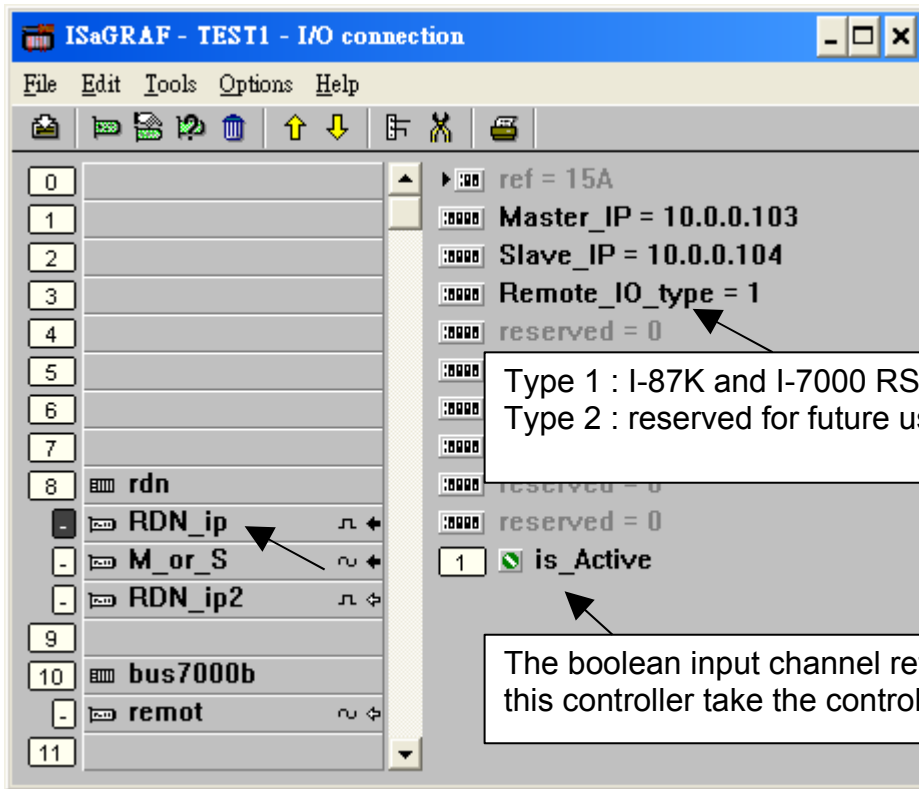 ISaGRAF - TEST1 - I/O connection
File Edit Tools Options Help
0
1
2
3
4
5
6
7
8 rdn
- RDN_ip
- M_or_S
- RDN_ip2
9
10 bus7000b
- remot
11
ref = 15A
Master_IP = 10.0.0.103
Slave_IP = 10.0.0.104
Remote_IO_type = 1
reserved = 0
Type 1 : I-87K and I-7000 RS
Type 2 : reserved for future
reserved = 0
reserved = 0
1 is_Active
The boolean input channel
this controller take the control